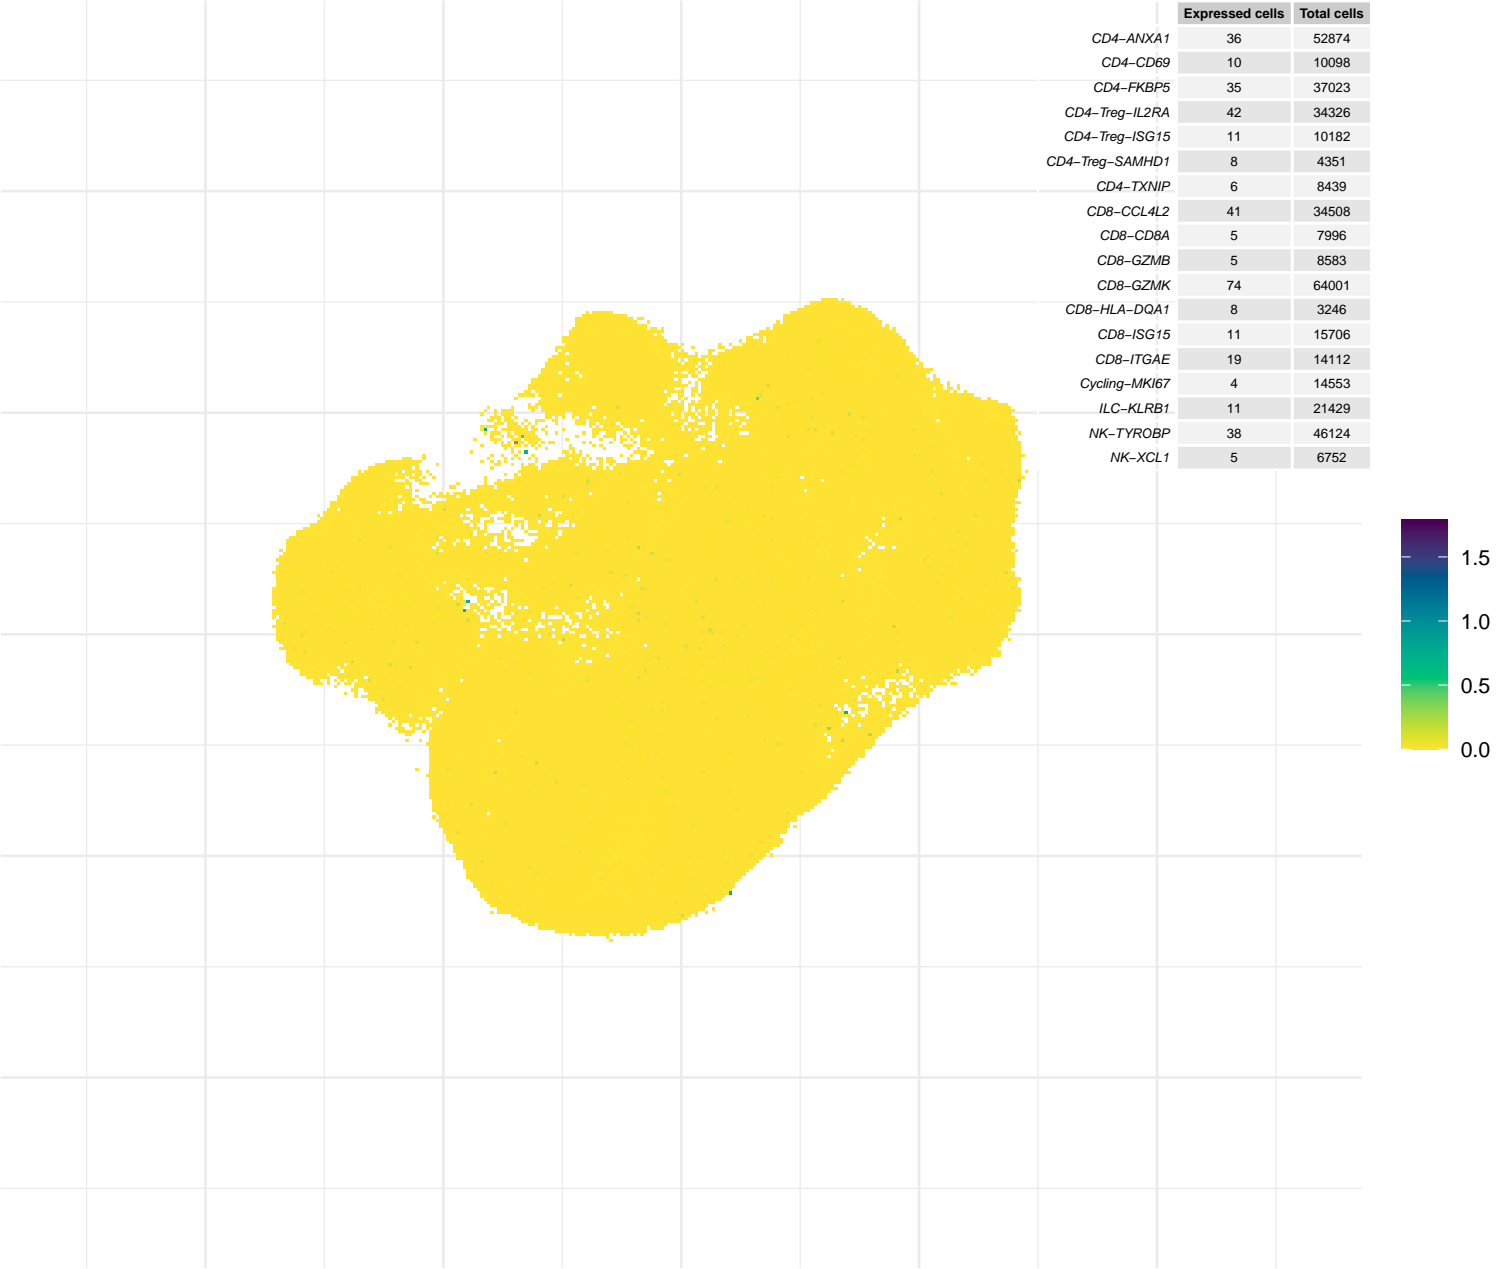 Expressed cells Total cells
CD4−ANXA1 36 52874
CD4−CD69 10 10098
CD4−FKBP5 35 37023
CD4−Treg−IL2RA 42 34326
CD4−Treg−ISG15 11 10182
CD4−Treg−SAMHD1 8 4351
CD4−TXNIP 6 8439
CD8−CCL4L2 41 34508
CD8−CD8A 5 7996
CD8−GZMB 5 8583
CD8−GZMK 74 64001
CD8−HLA−DQA1 8 3246
CD8−ISG15 11 15706
CD8−ITGAE 19 14112
Cycling−MKI67 4 14553
ILC−KLRB1 11 21429
NK−TYROBP 38 46124
NK−XCL1 5 6752
1.5
1.0
0.5
0.0